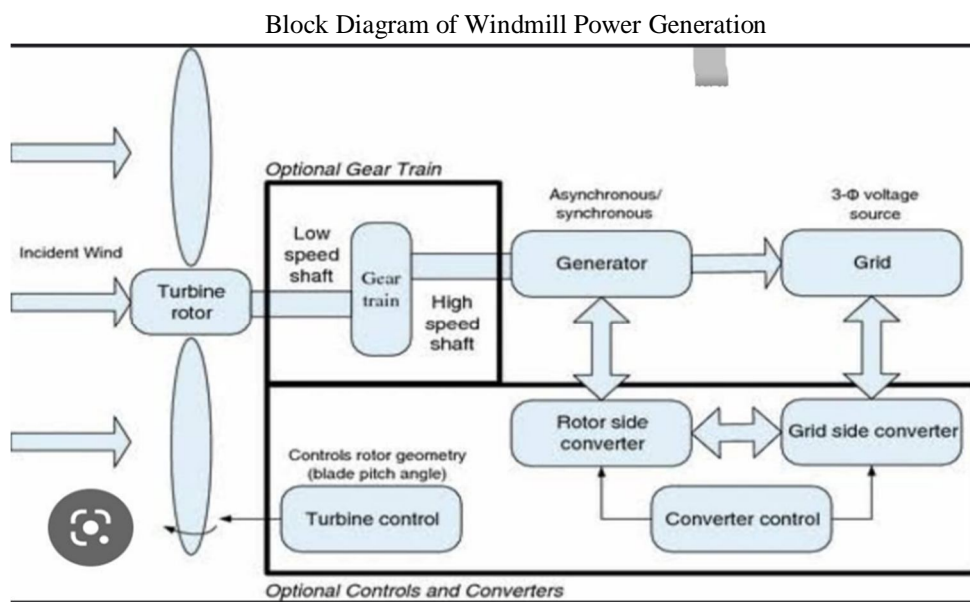 Block Diagram of Windmill Power Generation
Optional Gear Train
Asynchronous/
synchronous
3-Φ voltage
source
Incident Wind
Low
speed
shaft
Gear
train
Generator
Grid
Turbine
rotor
High
speed
shaft
Rotor side
converter
Grid side converter
Controls rotor geometry
(blade pitch angle)
Turbine control
Converter control
Optional Controls and Converters